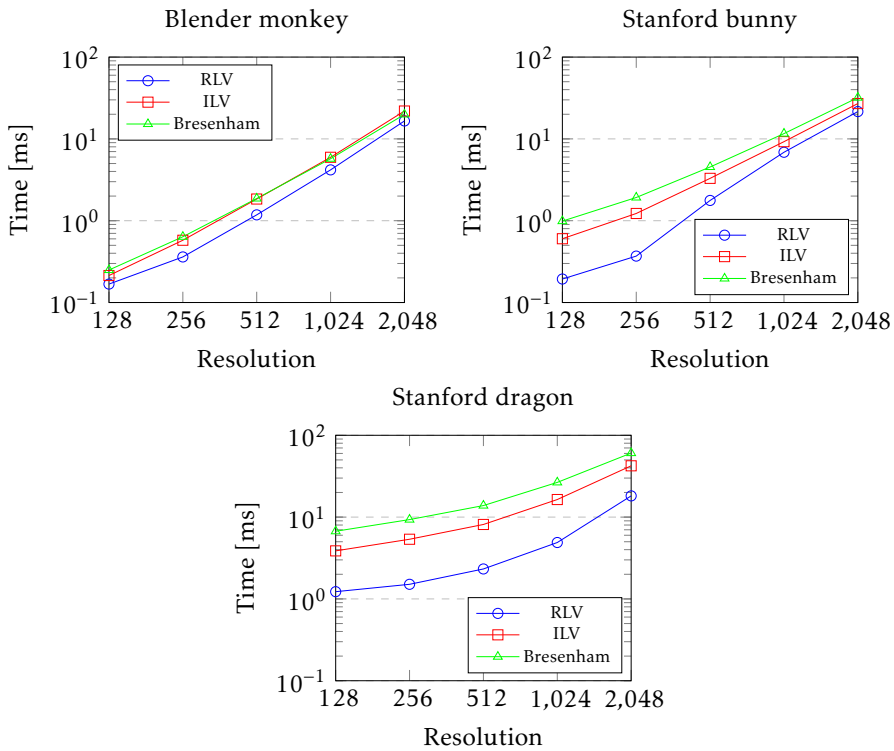 Blender monkey
10^2
10^1
10^0
10^−1
Time [ms]
RLV
ILV
Bresenham
128 256 512 1,024 2,048
Resolution
Stanford bunny
10^2
10^1
10^0
10^−1
Time [ms]
RLV
ILV
Bresenham
128 256 512 1,024 2,048
Resolution
Stanford dragon
10^2
10^1
10^0
10^−1
Time [ms]
RLV
ILV
Bresenham
128 256 512 1,024 2,048
Resolution